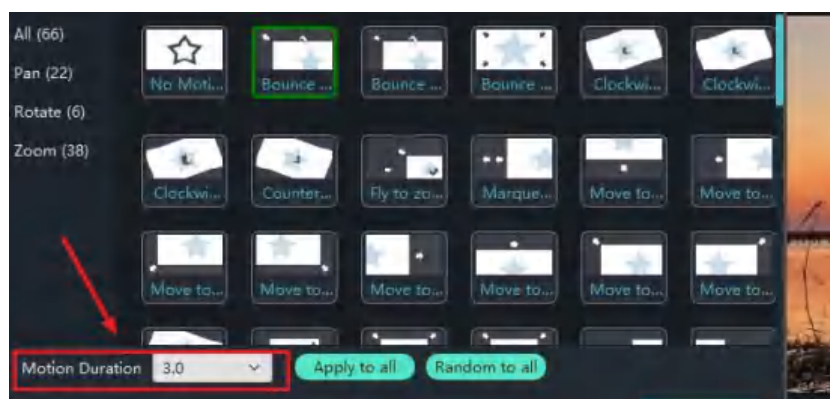 All (66)
Pan (22)
Rotate (6)
Zoom (38)
No Moti...
Bounce ...
Bounce ...
Bounce ...
Clockwi...
Clockwi...
Clockwi...
Counter...
Fly to zo...
Marque...
Move to...
Move to...
Move to...
Move to...
Move to...
Move to...
Move to...
Move to...
Motion Duration
3.0
Apply to all
Random to all